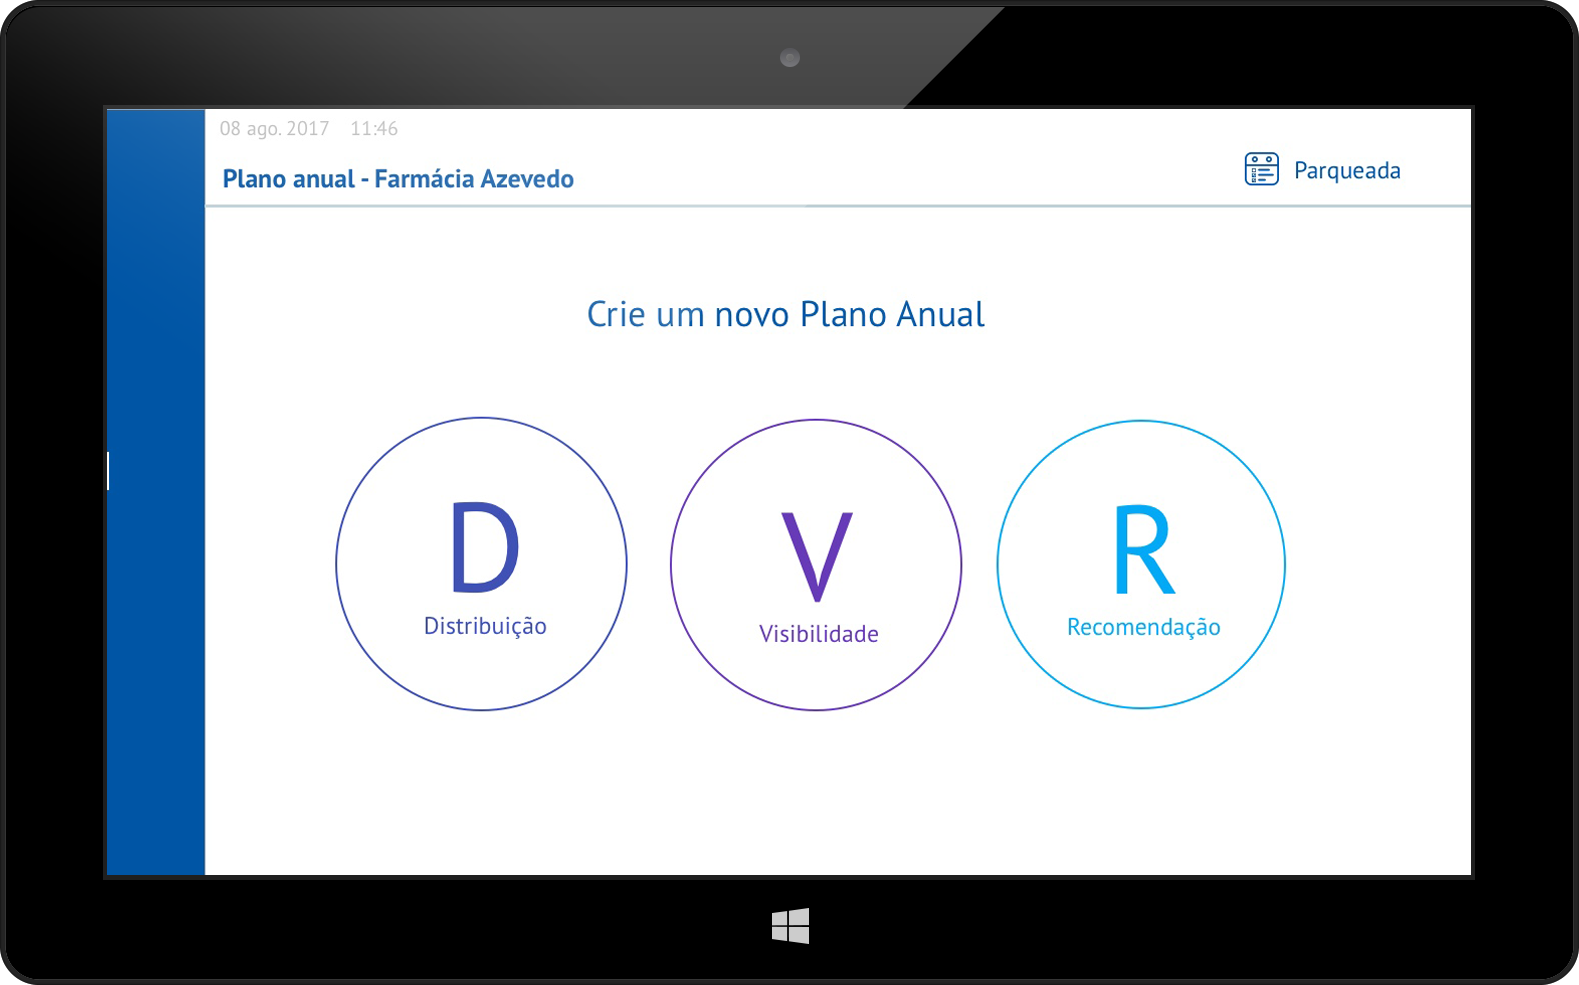 08 ago. 2017 11:46
Plano anual - Farmácia Azevedo
Parqueada
Crie um novo Plano Anual
D
Distribuição
V
Visibilidade
R
Recomendação